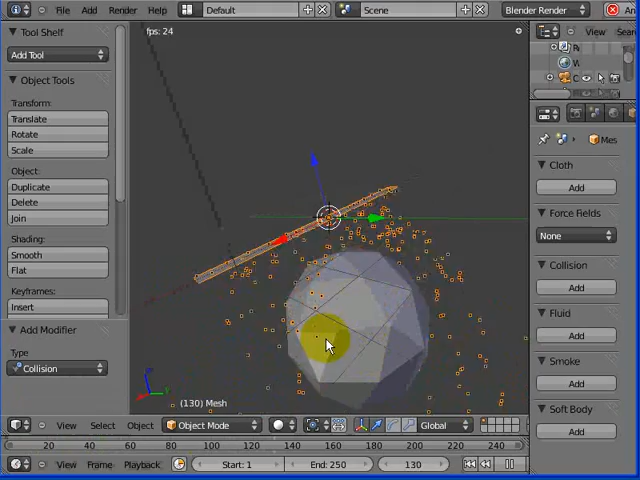 Add Render Help
Default
Scene
Blender Render
An
Tool Shelf
Add Tool
Object Tools
Transform:
Translate
Rotate
Scale
Object:
Duplicate
Delete
Join
Shading:
Smooth
Flat
Keyframes:
Insert
Add Modifier
Type
Collision
fps: 24
(130) Mesh
View Select Object
Object Mode
Global
View Sear
Mes
Cloth
Add
Force Fields
None
Collision
Add
Fluid
Add
Smoke
Add
Soft Body
Add
20 40 60 80 100 120 140 160 180 200 220 240
View Frame Playback
Start: 1
End: 250
130